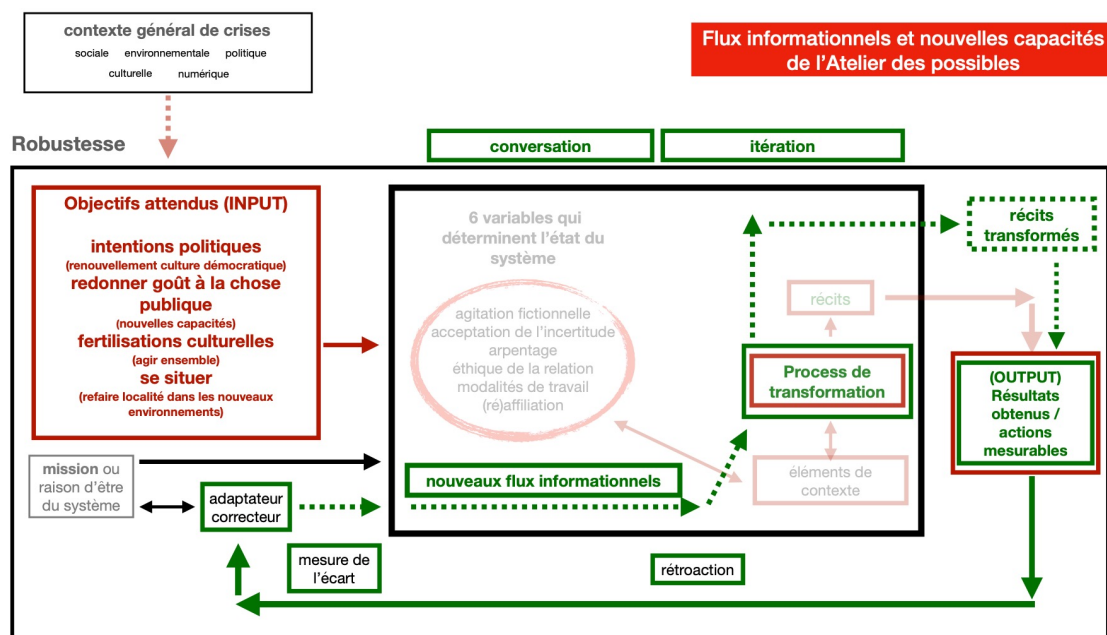 contexte général de crises
sociale environnementale politique
culturelle numérique
Flux informationnels et nouvelles capacités
de l'Atelier des possibles
Robustesse
conversation
itération
Objectifs attendus (INPUT)
intentions politiques
(renouvellement culture démocratique)
redonner goût à la chose
publique
(nouvelles capacités)
fertilisations culturelles
(agir ensemble)
se situer
(refaire localité dans les nouveaux
environnements)
6 variables qui
déterminent l'état du
système
agitation fictionnelle
acceptation de l'incertitude
arpentage
éthique de la relation
modalités de travail
(ré)affiliation
récits
récits
transformés
Process de
transformation
(OUTPUT)
Résultats
obtenus /
actions
mesurables
mission ou
raison d'être
du système
adaptateur
correcteur
nouveaux flux informationnels
éléments de
contexte
mesure de
l'écart
rétroaction